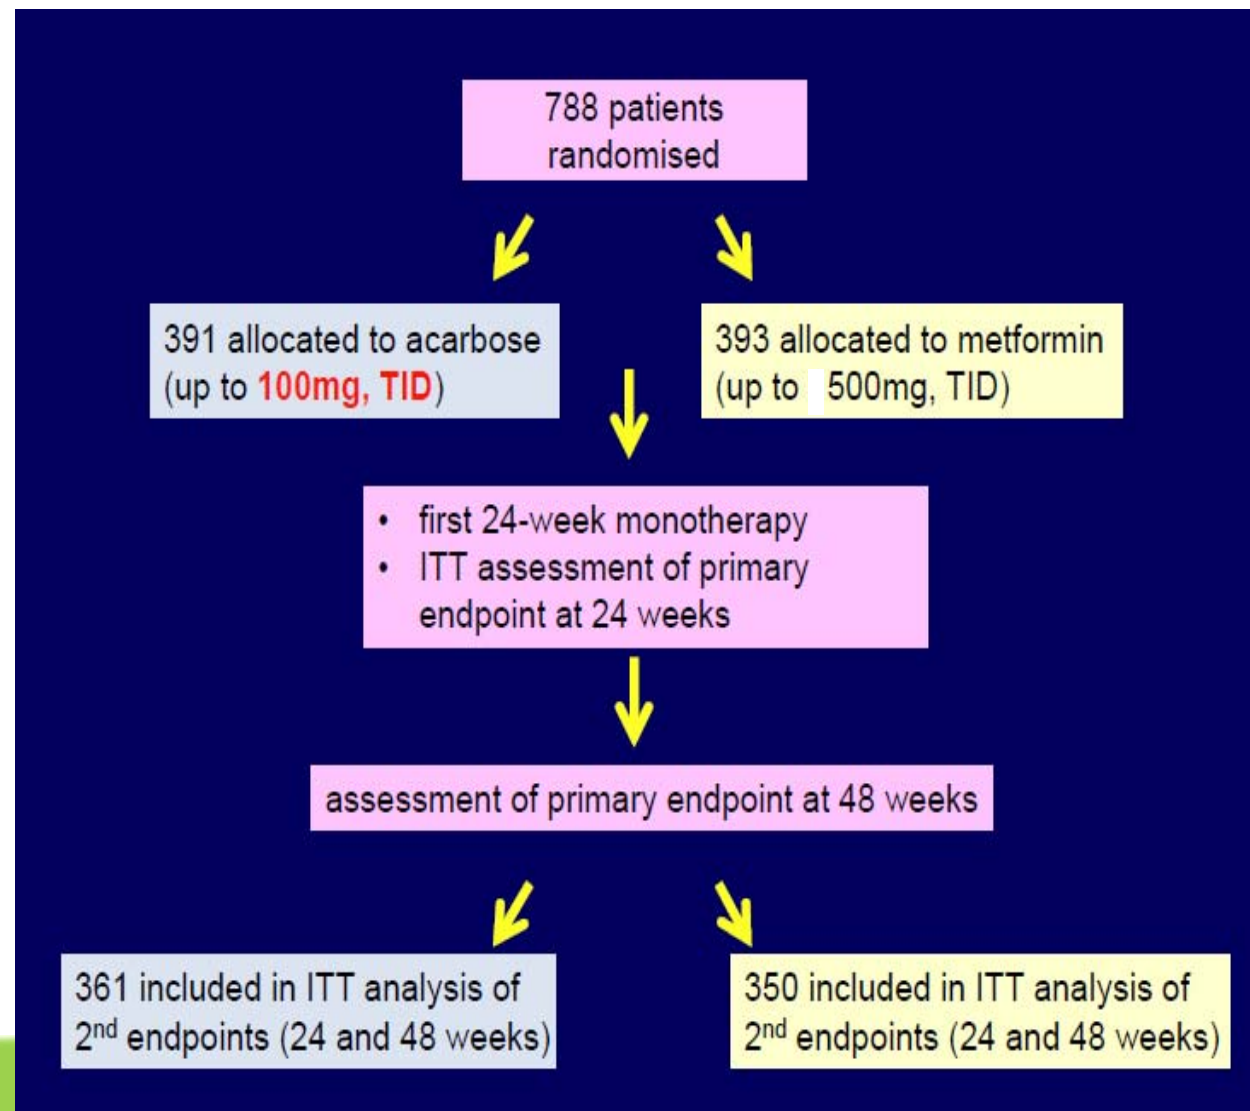 788 patients
randomised
391 allocated to acarbose
(up to 100mg, TID)
393 allocated to metformin
(up to 500mg, TID)
• first 24-week monotherapy
• ITT assessment of primary
endpoint at 24 weeks
assessment of primary endpoint at 48 weeks
361 included in ITT analysis of
2nd endpoints (24 and 48 weeks)
350 included in ITT analysis of
2nd endpoints (24 and 48 weeks)